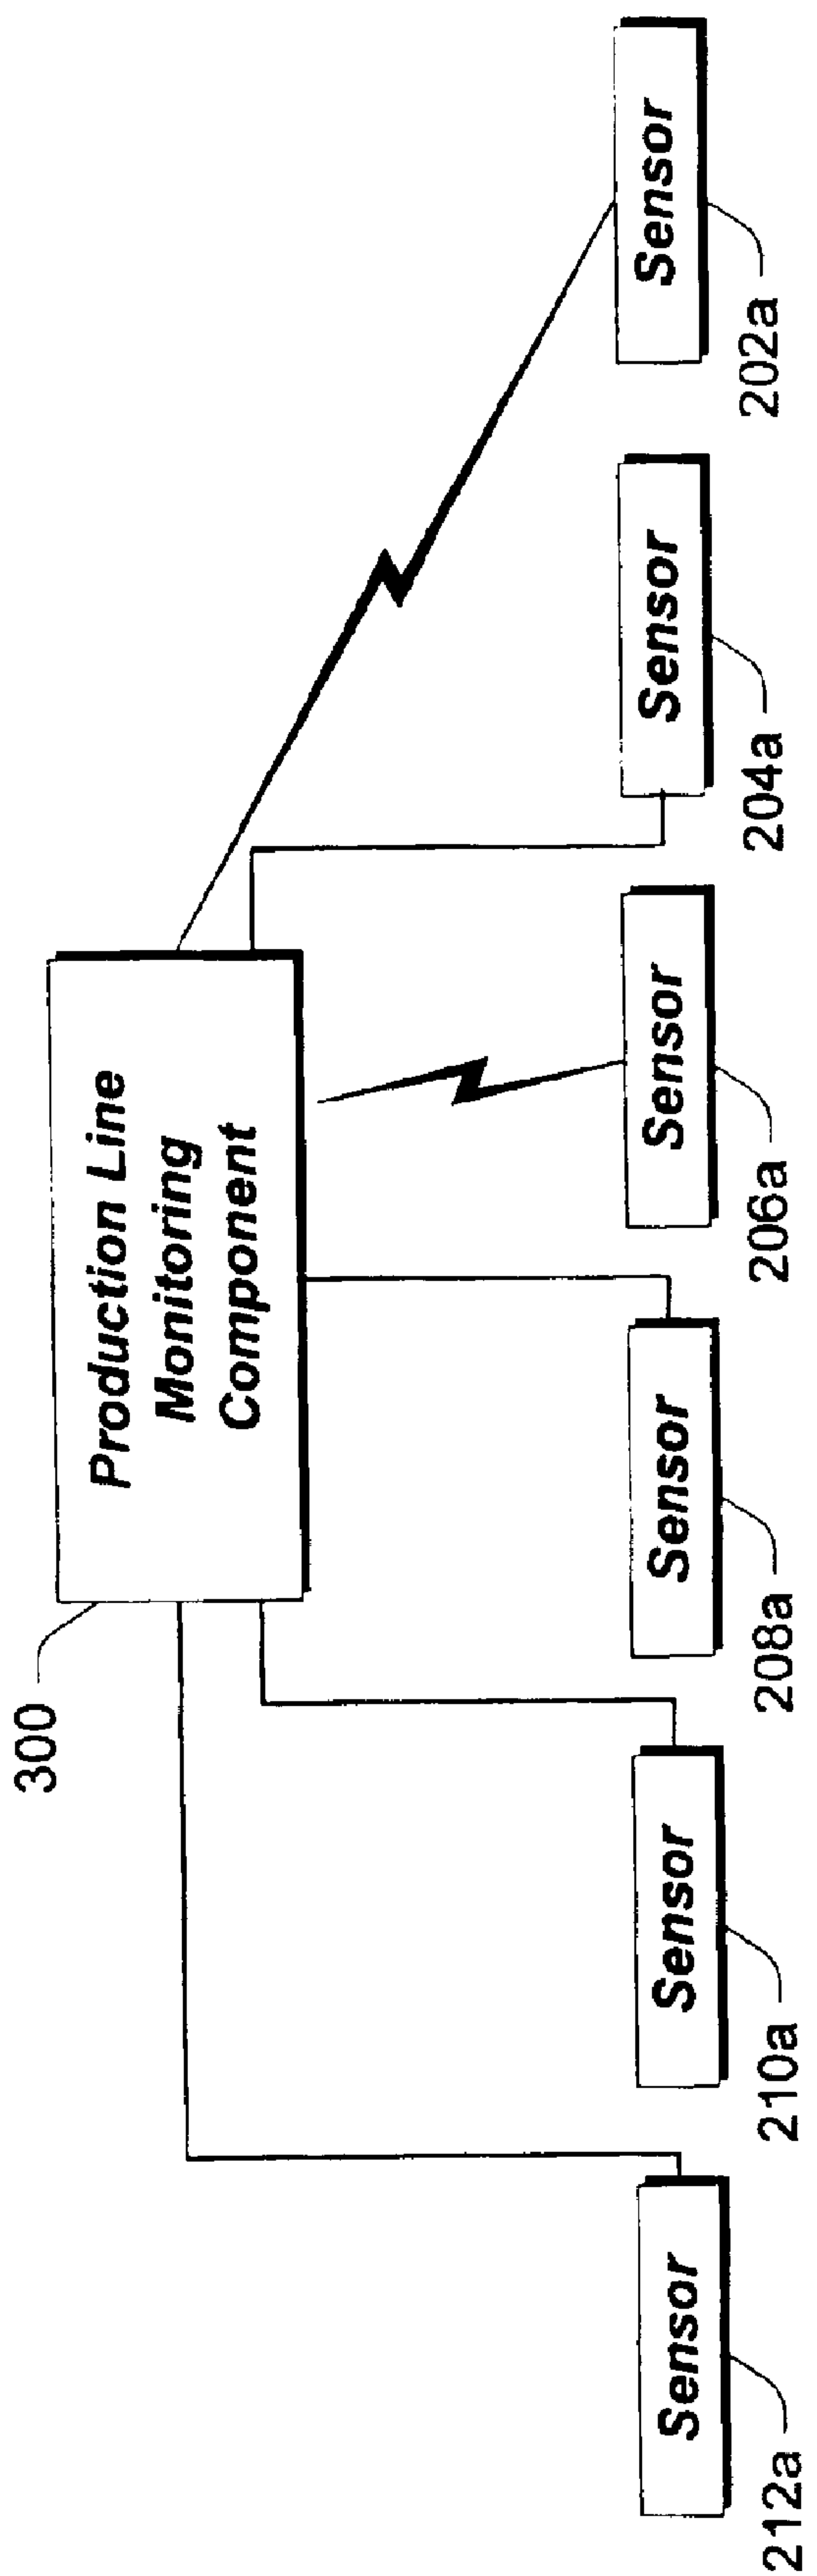 300
Production Line
Monitoring
Component
Sensor
Sensor
Sensor
Sensor
Sensor
Sensor
212a
210a
208a
206a
204a
202a